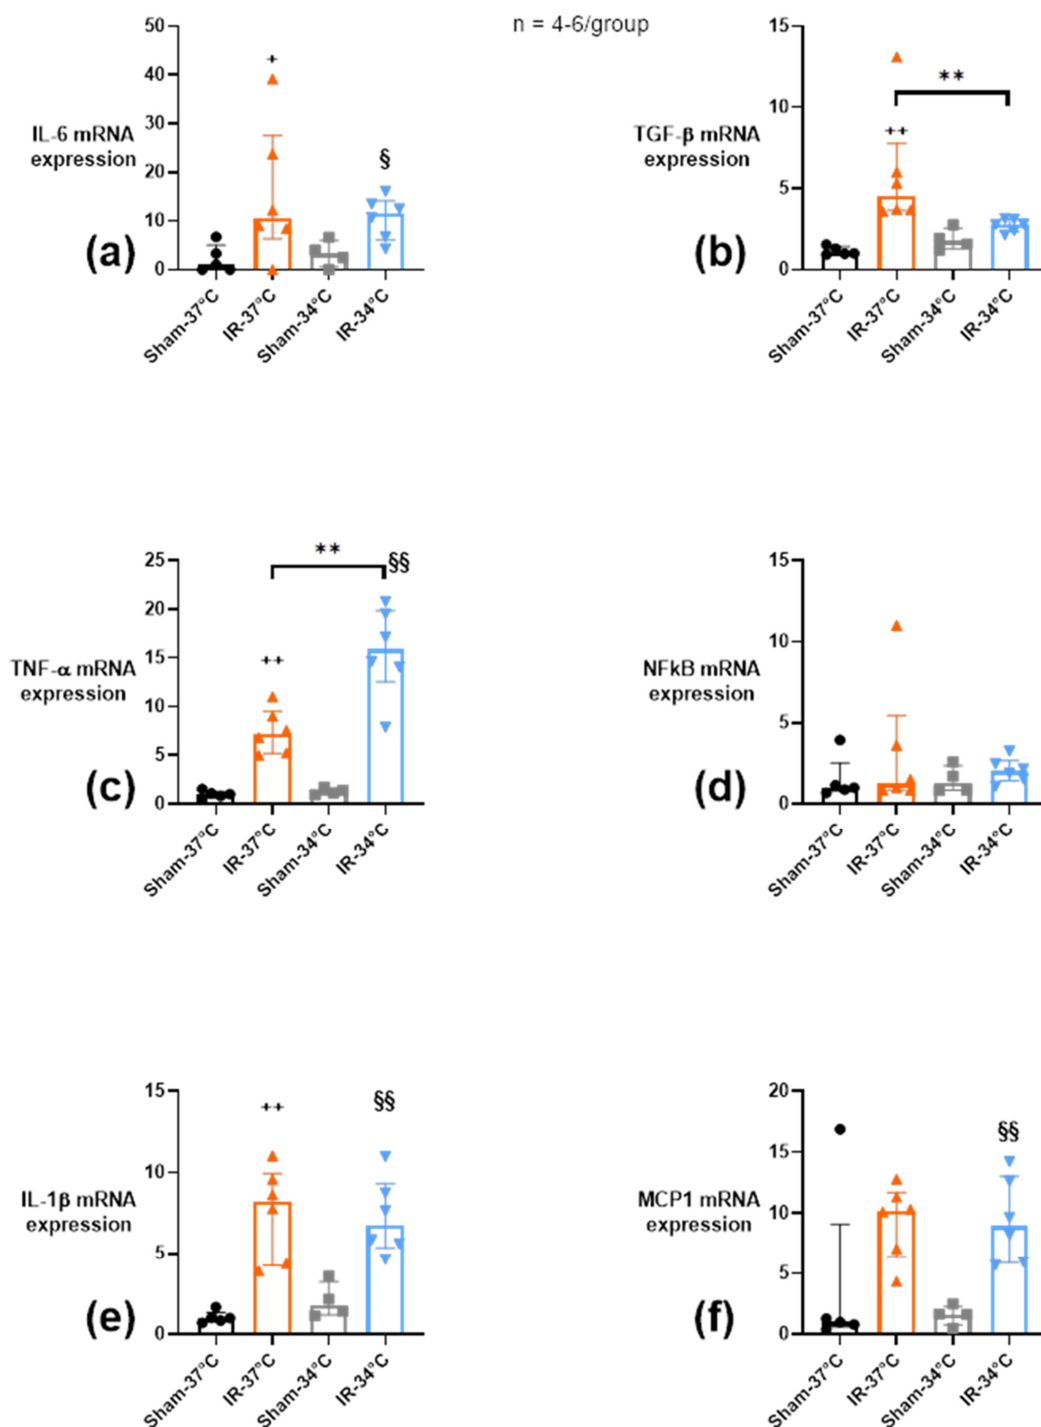 n = 4-6/group
50
40
30
20
10
0
IL-6 mRNA
expression
(a)
+
§
Sham-37°C
IR-37°C
Sham-34°C
IR-34°C
15
10
5
0
TGF-β mRNA
expression
(b)
++
**
Sham-37°C
IR-37°C
Sham-34°C
IR-34°C
25
20
15
10
5
0
TNF-α mRNA
expression
(c)
++
**
§§
Sham-37°C
IR-37°C
Sham-34°C
IR-34°C
15
10
5
0
NFkB mRNA
expression
(d)
Sham-37°C
IR-37°C
Sham-34°C
IR-34°C
15
10
5
0
IL-1β mRNA
expression
(e)
++
§§
Sham-37°C
IR-37°C
Sham-34°C
IR-34°C
20
15
10
5
0
MCP1 mRNA
expression
(f)
§§
Sham-37°C
IR-37°C
Sham-34°C
IR-34°C